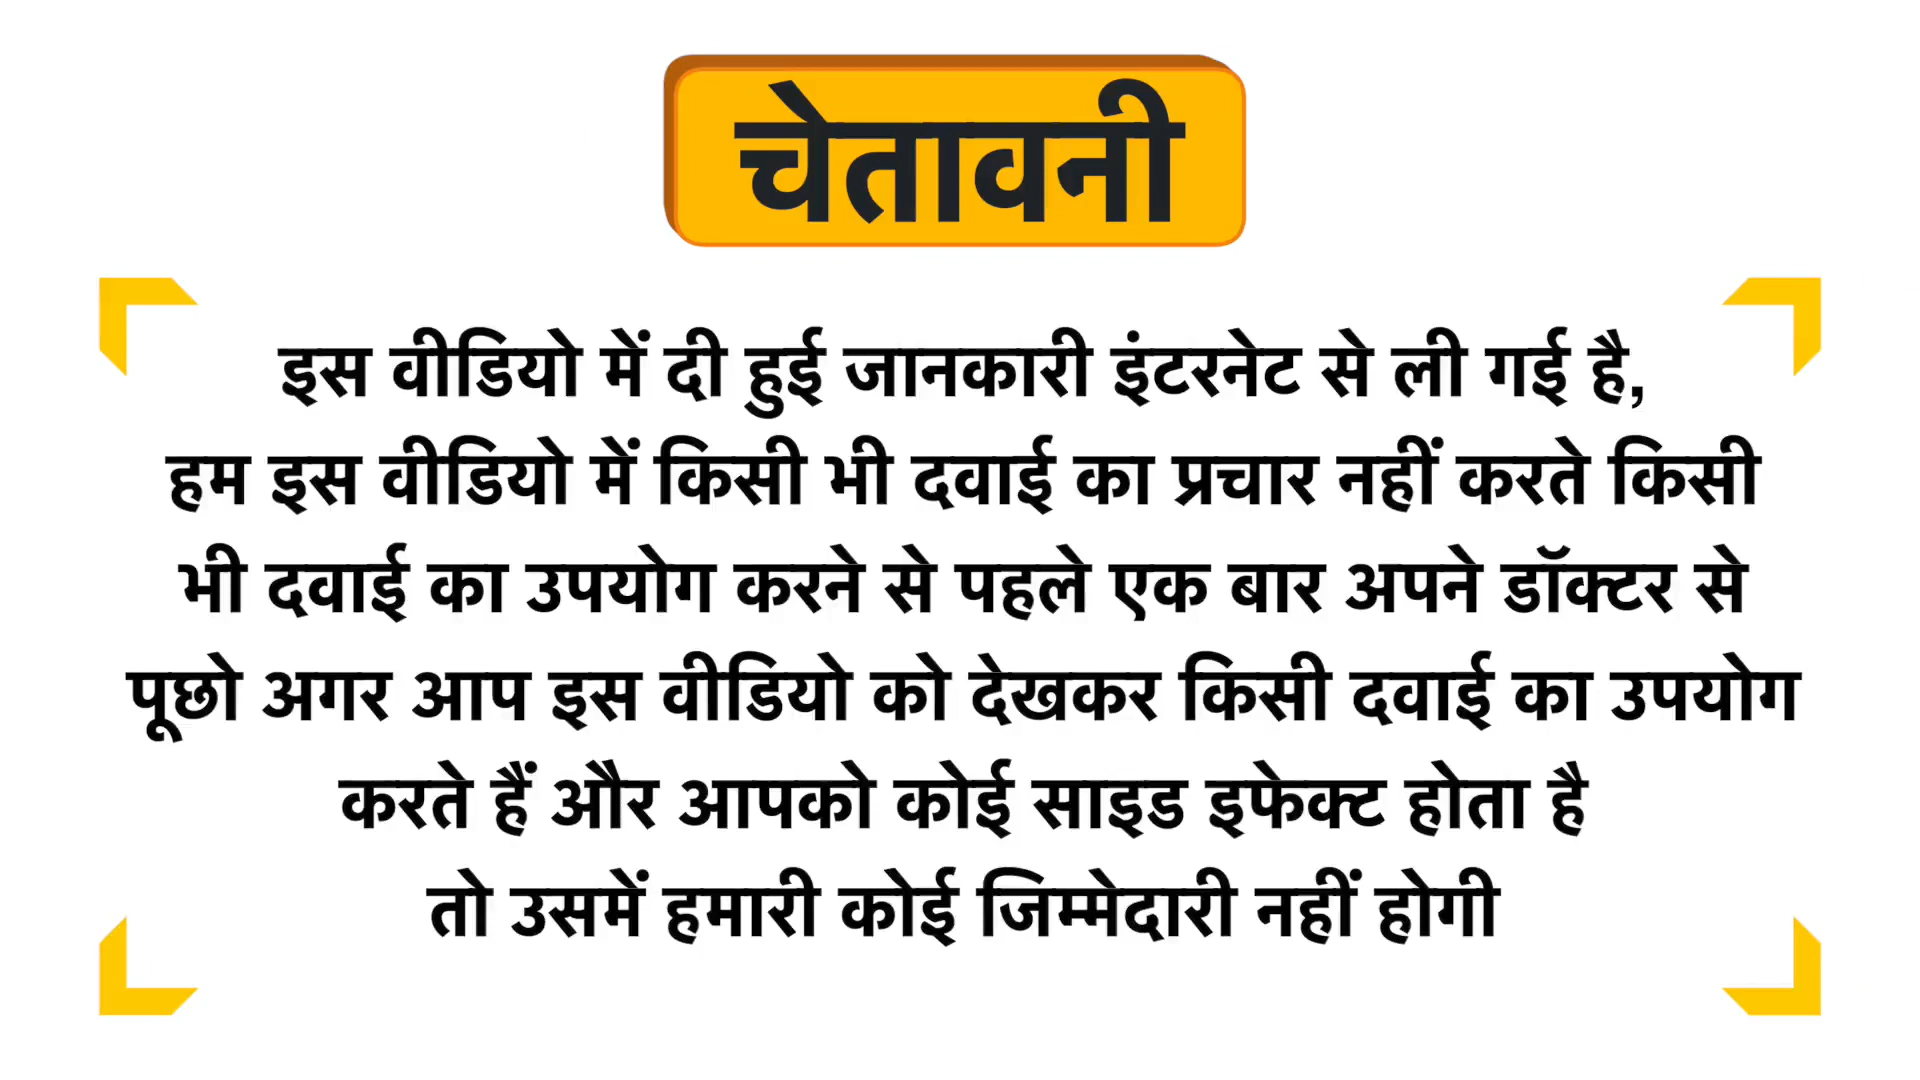 चेतावनी
इस वीडियो में दी हुई जानकारी इंटरनेट से ली गई है,
हम इस वीडियो में किसी भी दवाई का प्रचार नहीं करते किसी
भी दवाई का उपयोग करने से पहले एक बार अपने डॉक्टर से
पूछो अगर आप इस वीडियो को देखकर किसी दवाई का उपयोग
करते हैं और आपको कोई साइड इफेक्ट होता है
तो उसमें हमारी कोई जिम्मेदारी नहीं होगी